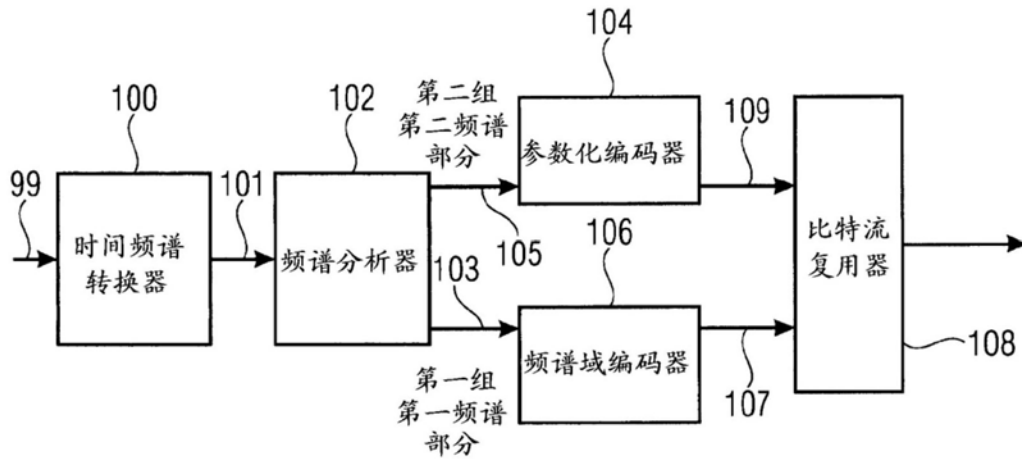 104
100
102
第二组
第二频谱
部分
109
参数化编码器
99
101
105
时间频谱
转换器
频谱分析器
103
106
比特流
复用器
频谱域编码器
108
第一组
第一频谱
部分
107